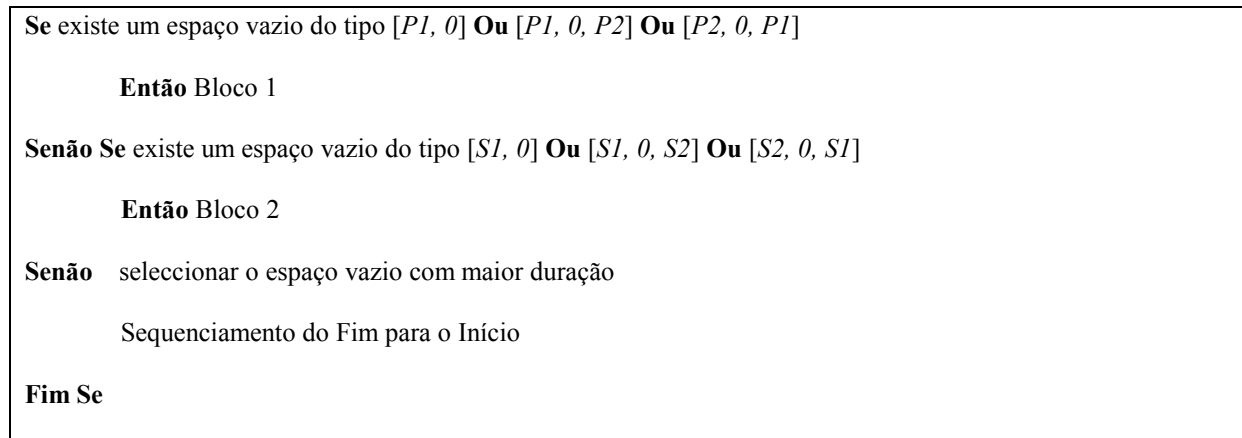 Se existe um espaço vazio do tipo [P1, 0] Ou [P1, 0, P2] Ou [P2, 0, P1]
Então Bloco 1
Senão Se existe um espaço vazio do tipo [S1, 0] Ou [S1, 0, S2] Ou [S2, 0, S1]
Então Bloco 2
Senão seleccionar o espaço vazio com maior duração
Sequenciamento do Fim para o Início
Fim Se